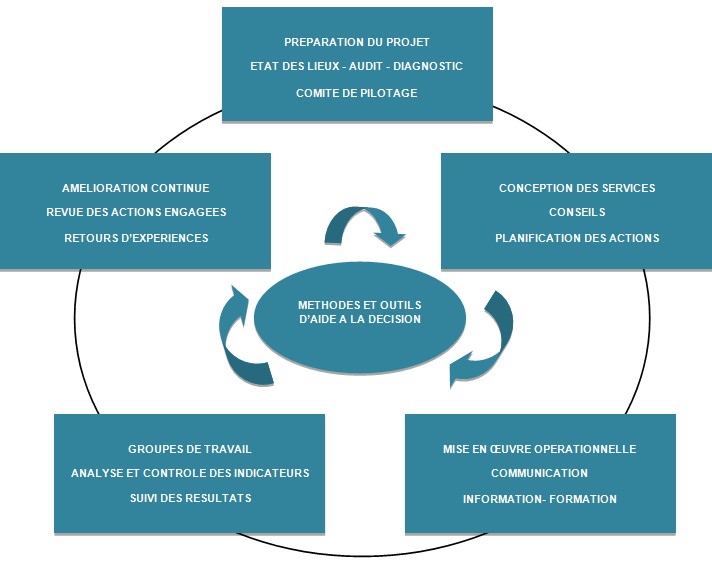 PREPARATION DU PROJET
ETAT DES LIEUX - AUDIT - DIAGNOSTIC
COMITE DE PILOTAGE
AMELIORATION CONTINUE
REVUE DES ACTIONS ENGAGEES
RETOURS D'EXPERIENCES
CONCEPTION DES SERVICES
CONSEILS
PLANIFICATION DES ACTIONS
METHODES ET OUTILS
D'AIDE A LA DECISION
GROUPES DE TRAVAIL
ANALYSE ET CONTROLE DES INDICATEURS
SUIVI DES RESULTATS
MISE EN ŒUVRE OPERATIONNELLE
COMMUNICATION
INFORMATION- FORMATION